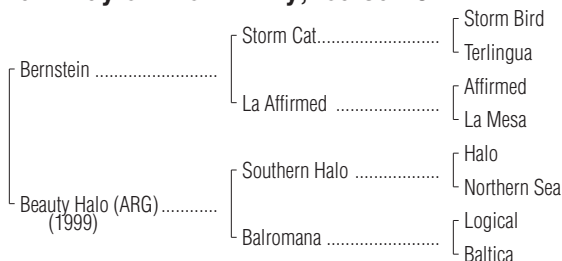 Storm Bird
Storm Cat........................................
Terlingua
Bernstein ...........................
Affirmed
La Affirmed ..................................
La Mesa
Halo
Southern Halo ...........................
Northern Sea
Beauty Halo (ARG)............
(1999)
Logical
Balromana .....................................
Baltica